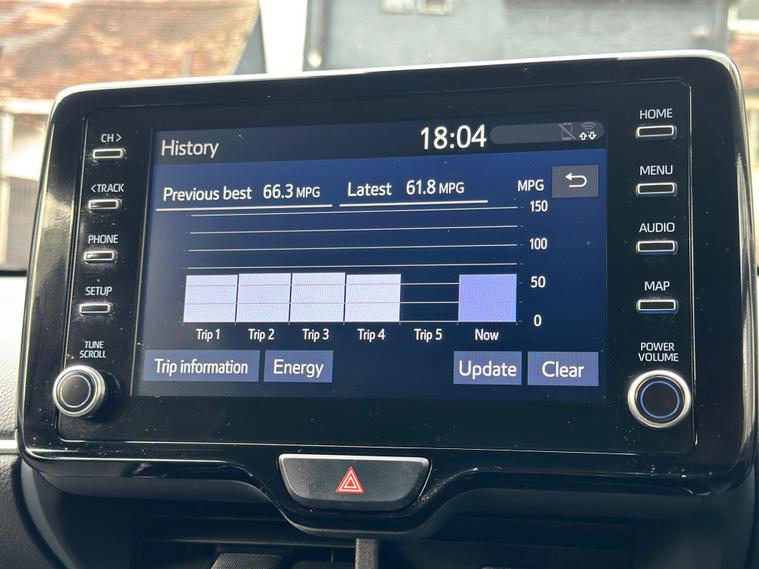 CH >
< TRACK
PHONE
SETUP
TUNE
SCROLL
History
18:04
Previous best 66.3 MPG
Latest 61.8 MPG
MPG
150
100
50
0
Trip 1 Trip 2 Trip 3 Trip 4 Trip 5 Now
Trip information
Energy
Update
Clear
HOME
MENU
AUDIO
MAP
POWER
VOLUME